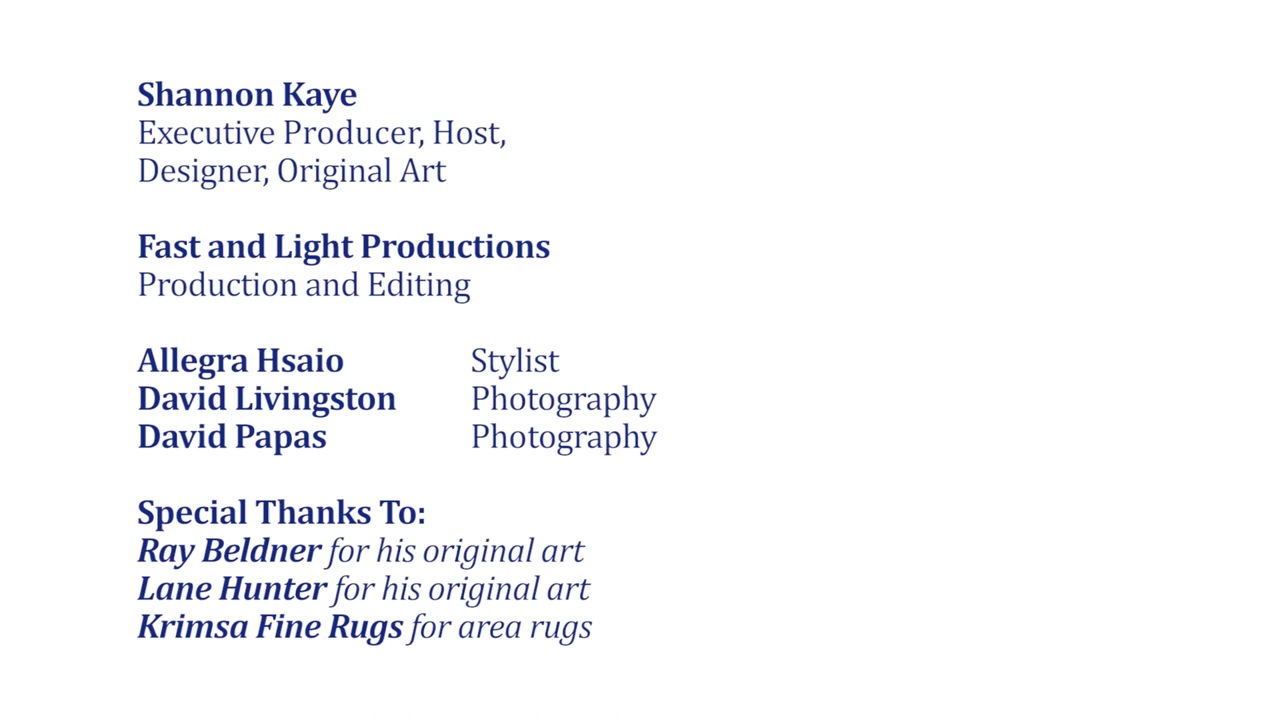 Shannon Kaye
Executive Producer, Host,
Designer, Original Art
Fast and Light Productions
Production and Editing
Allegra Hsaio Stylist
David Livingston Photography
David Papas Photography
Special Thanks To:
Ray Beldner for his original art
Lane Hunter for his original art
Krimsa Fine Rugs for area rugs